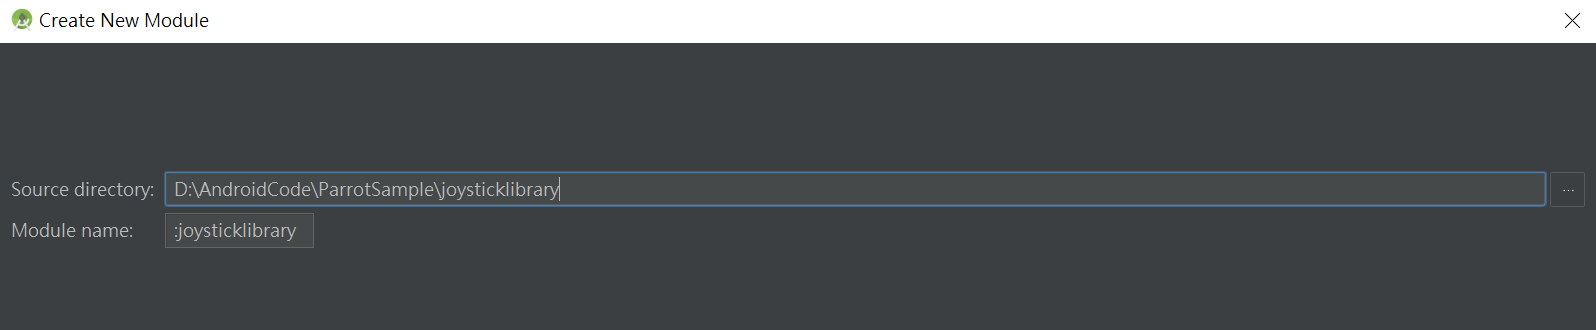 Create New Module
Source directory: D:\AndroidCode\ParrotSample\joysticklibrary ...
Module name: :joysticklibrary